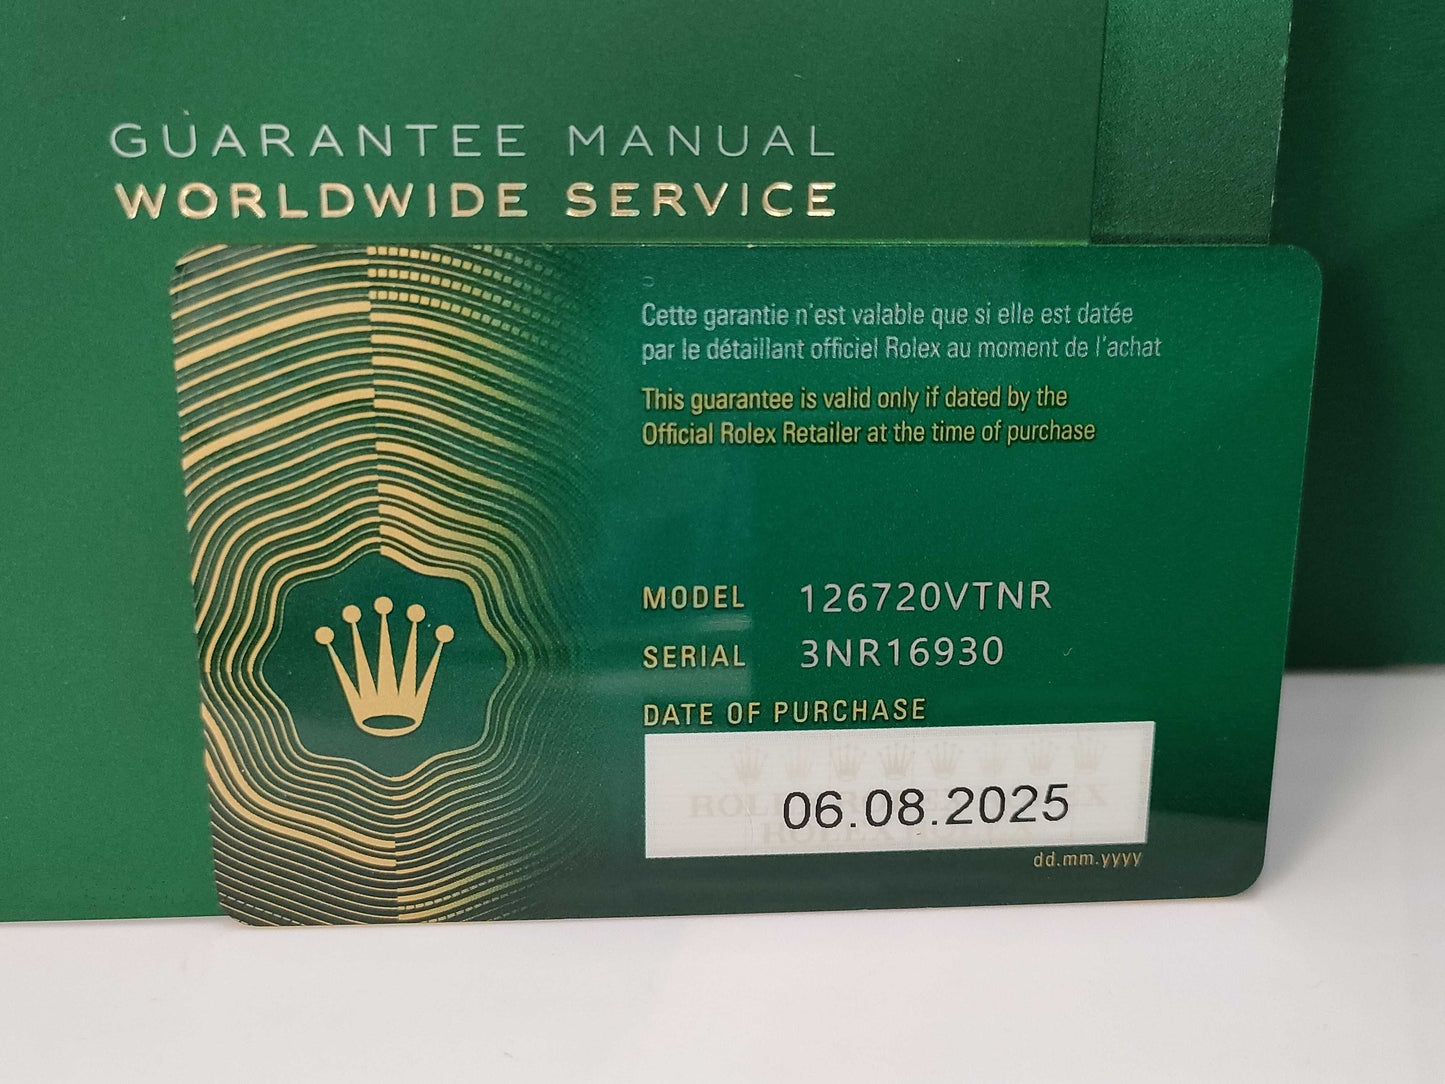 GUARANTEE MANUAL
WORLDWIDE SERVICE
Cette garantie n'est valable que si elle est datée
par le détaillant officiel Rolex au moment de l'achat
This guarantee is valid only if dated by the
Official Rolex Retailer at the time of purchase
MODEL 126720VTNR
SERIAL 3NR16930
DATE OF PURCHASE
06.08.2025
dd.mm.yyyy